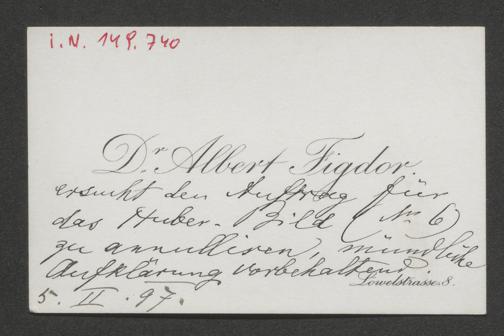 I.N. 149.740
Dr. Albert Figdor.
ersucht den Auftrag für
das Huber-Bild (No 6)
zu annulliren, mündliche
Aufklärung vorbehaltend.
Löwelstrasse 8.
5. II. 97.